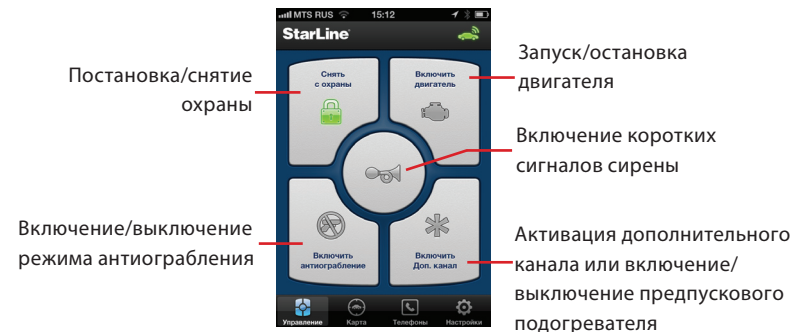 MTS RUS 15:12
StarLine
Постановка/снятие
охраны
Снять
с охраны
Включить
двигатель
Запуск/остановка
двигателя
Включение коротких
сигналов сирены
Включение/выключение
режима антиограбления
Включить
антиограбление
Включить
Доп. канал
Активация дополнительного
канала или включение/
выключение предпускового
подогревателя
Управление Карта Телефоны Настройки